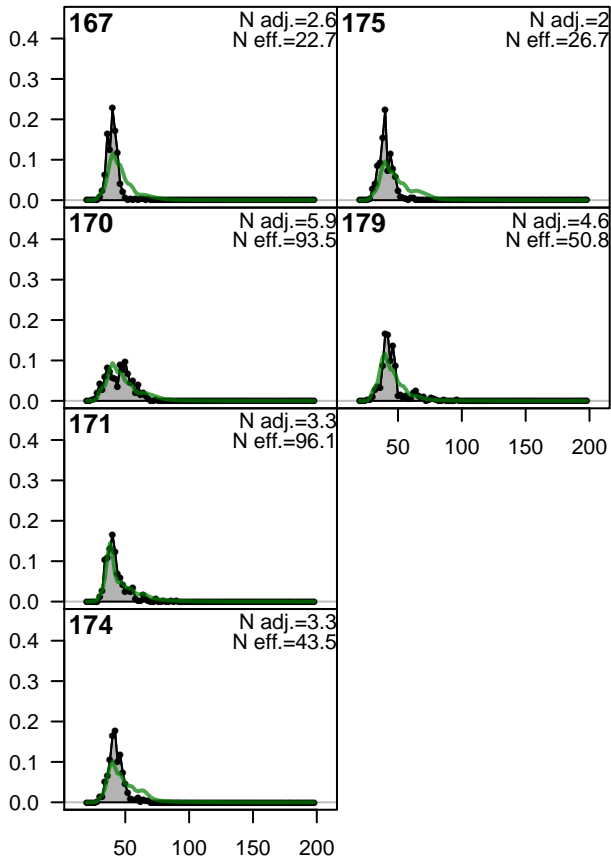 167
N adj.=2.6
N eff.=22.7
175
N adj.=2
N eff.=26.7
0.4
0.3
0.2
0.1
0.0
170
N adj.=5.9
N eff.=93.5
179
N adj.=4.6
N eff.=50.8
0.4
0.3
0.2
0.1
0.0
50 100 150 200
171
N adj.=3.3
N eff.=96.1
0.4
0.3
0.2
0.1
0.0
174
N adj.=3.3
N eff.=43.5
0.4
0.3
0.2
0.1
0.0
50 100 150 200